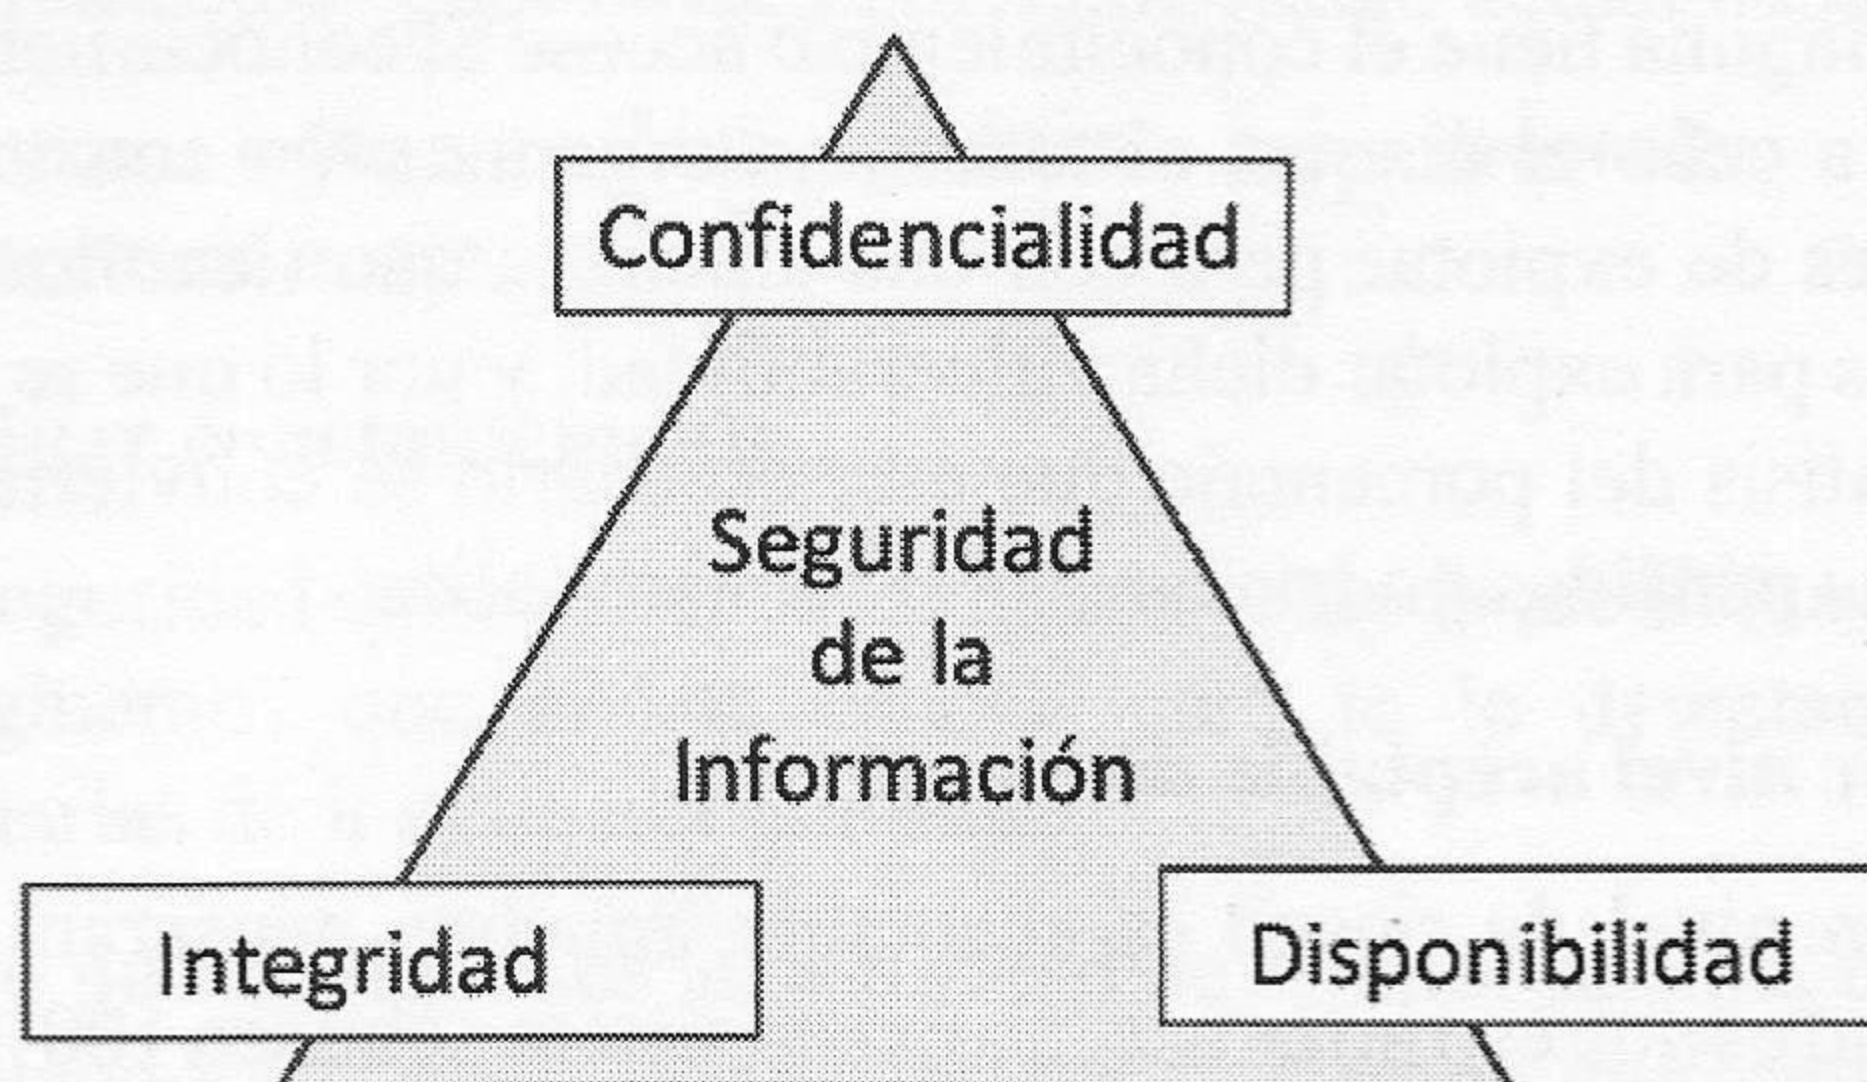 Confidencialidad
Seguridad
de la
Información
Integridad
Disponibilidad